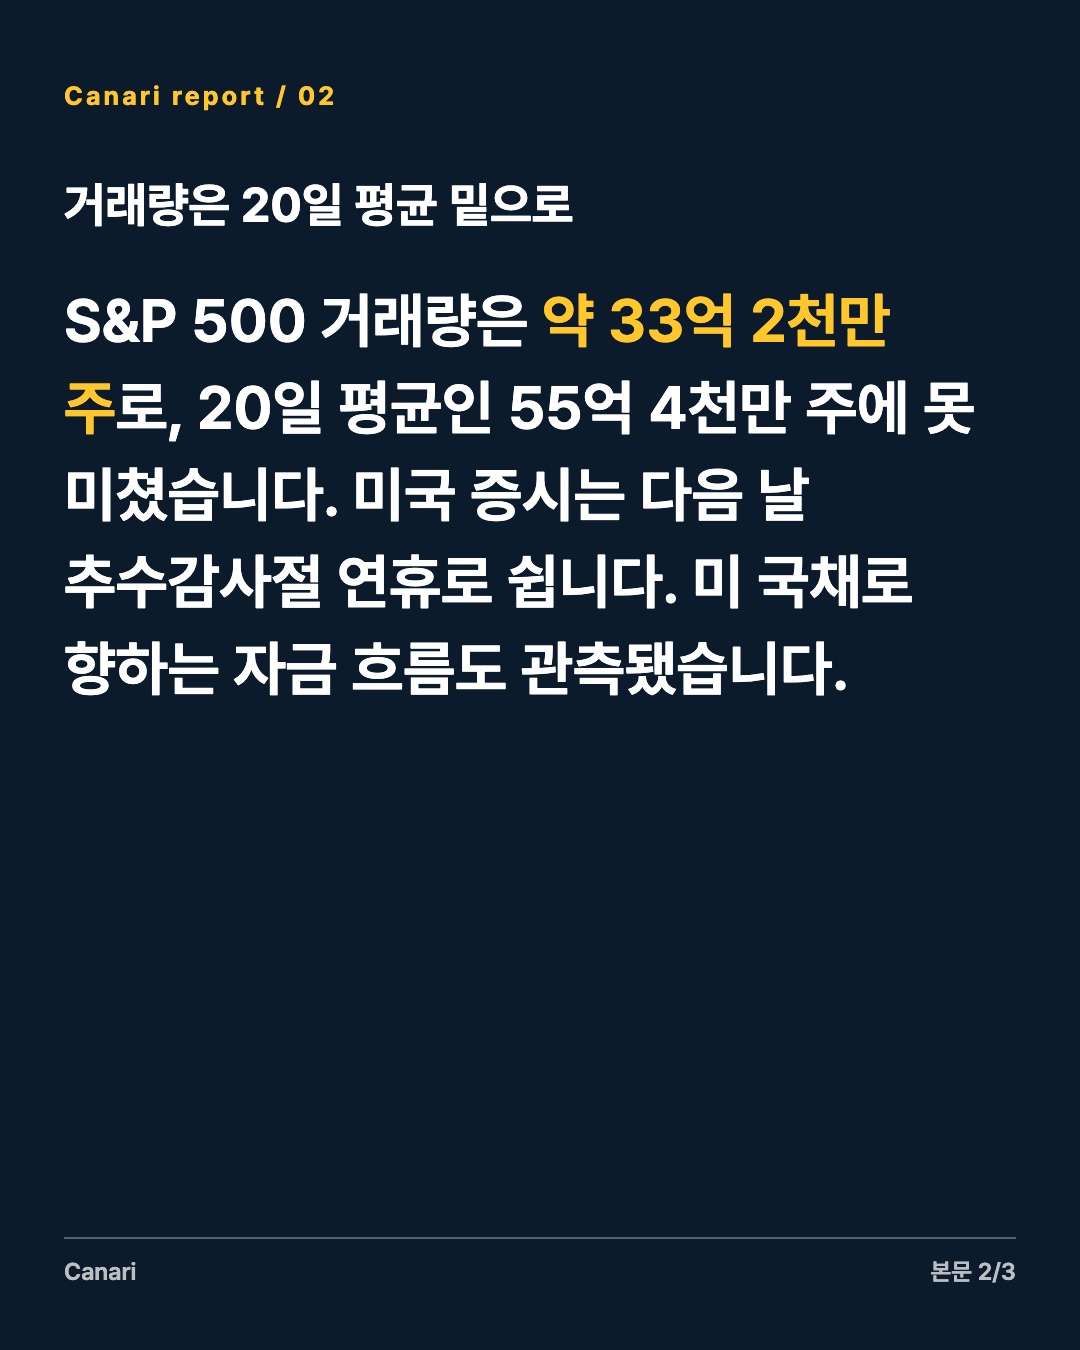 Canari report / 02
거래량은 20일 평균 밑으로
S&P 500 거래량은 약 33억 2천만
주로, 20일 평균인 55억 4천만 주에 못
미쳤습니다. 미국 증시는 다음 날
추수감사절 연휴로 쉽니다. 미 국채로
향하는 자금 흐름도 관측됐습니다.
Canari
본문 2/3